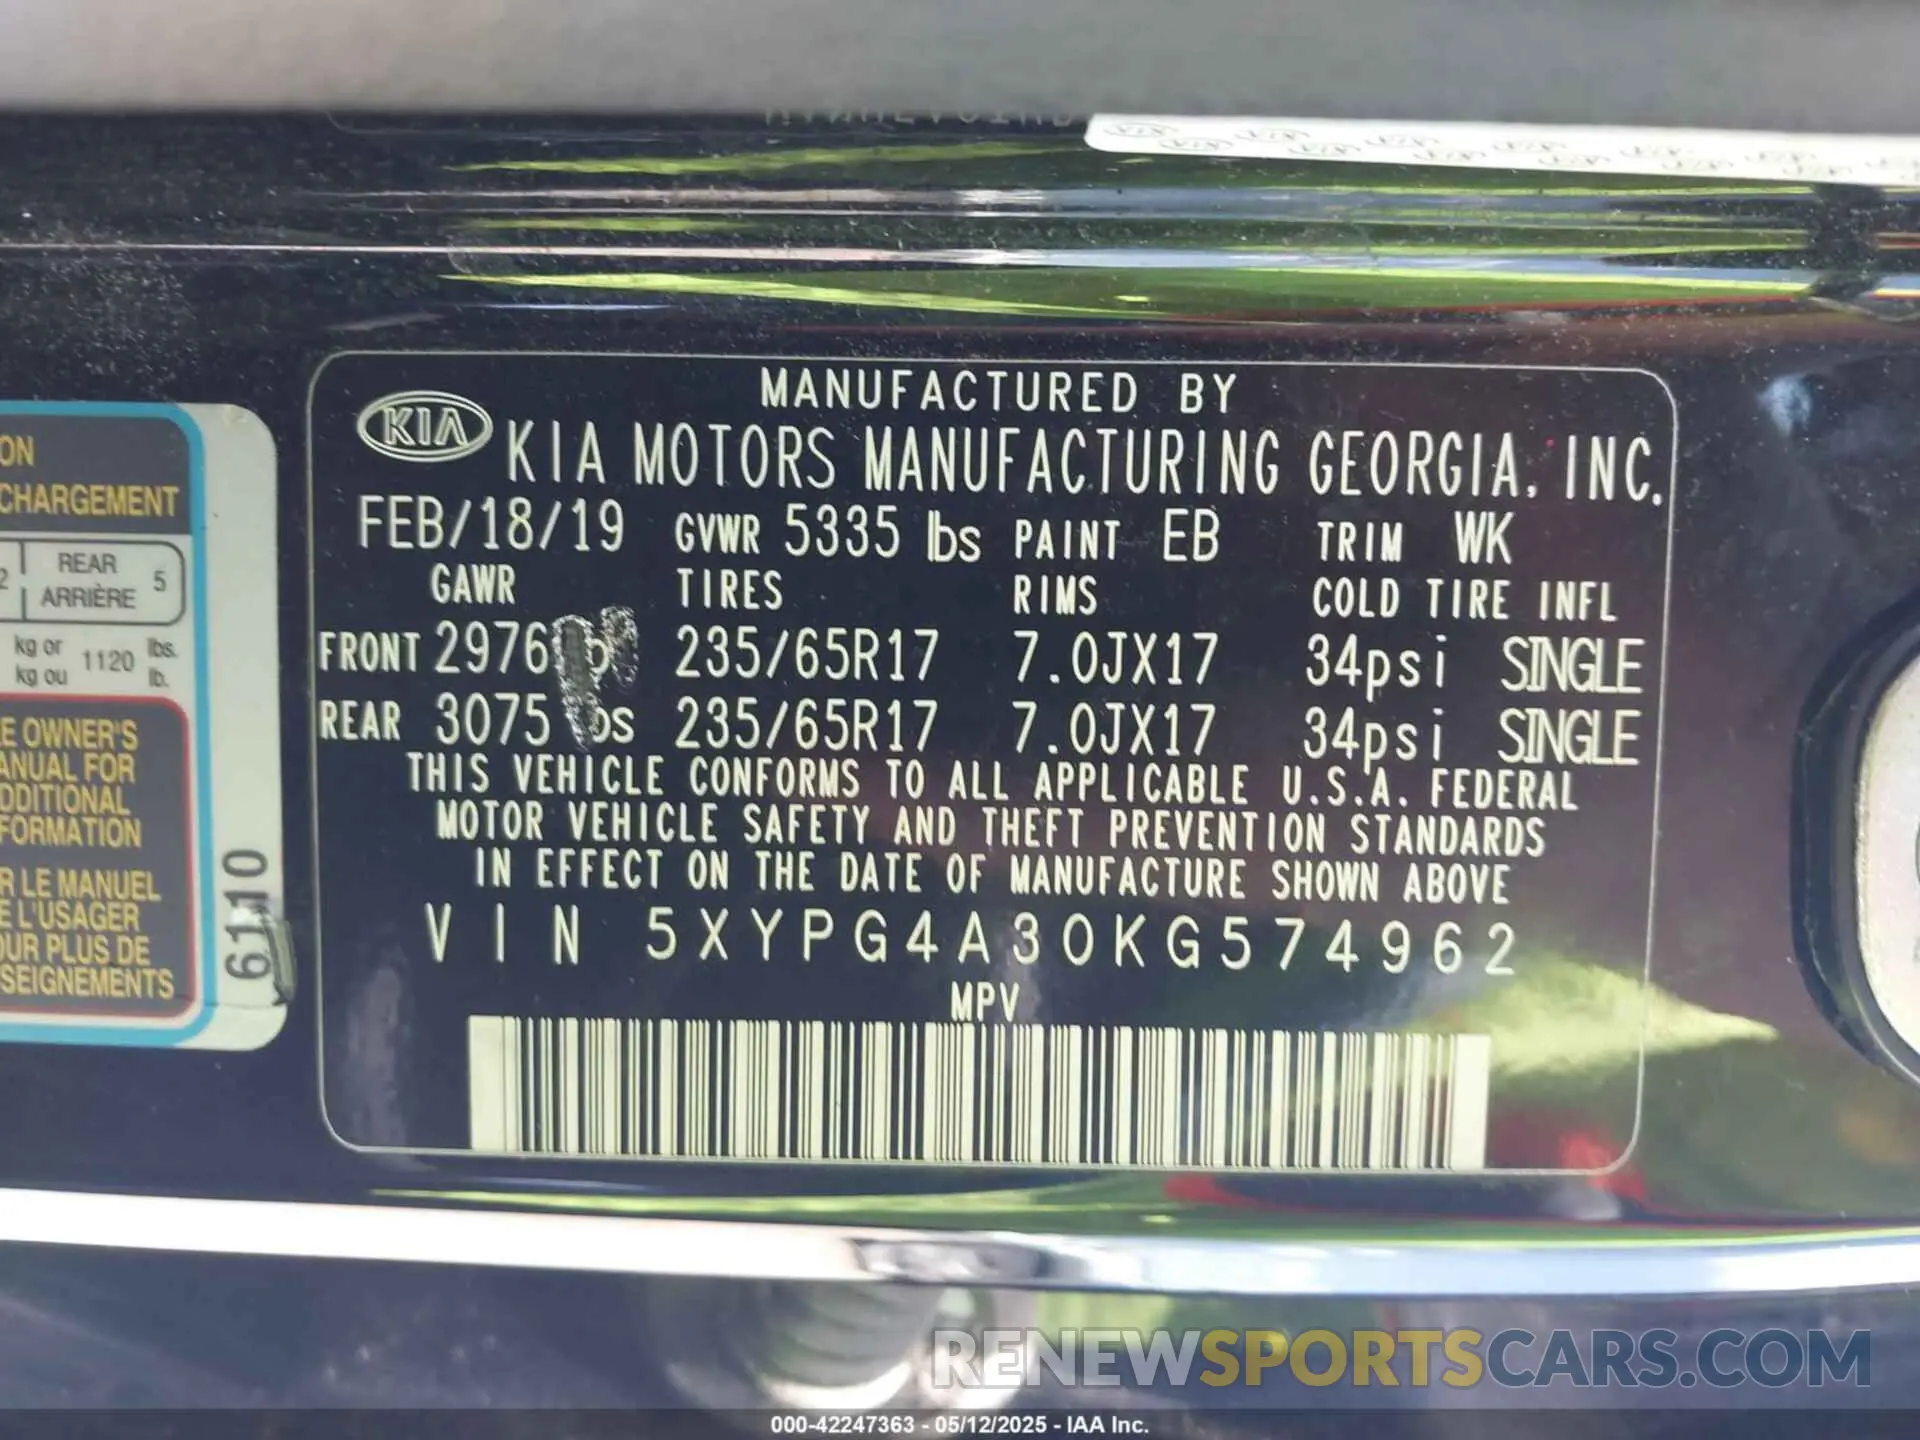 ON
CHARGEMENT
2 REAR
ARRIÈRE 5
kg or
kg ou 1120 lbs.
lb.
E OWNER'S
ANUAL FOR
DDITIONAL
FORMATION
R LE MANUEL
E L'USAGER
OUR PLUS DE
SEIGNEMENTS
6110
MANUFACTURED BY
KIA KIA MOTORS MANUFACTURING GEORGIA, INC.
FEB/18/19 GVWR 5335 lbs PAINT EB TRIM WK
GAWR TIRES RIMS COLD TIRE INFL
FRONT 2976 235/65R17 7.0JX17 34psi SINGLE
REAR 3075 lbs 235/65R17 7.0JX17 34psi SINGLE
THIS VEHICLE CONFORMS TO ALL APPLICABLE U.S.A. FEDERAL
MOTOR VEHICLE SAFETY AND THEFT PREVENTION STANDARDS
IN EFFECT ON THE DATE OF MANUFACTURE SHOWN ABOVE
VIN 5XYPG4A30KG574962
MPV
RENEWSPORTSCARS.COM
000-42247363 - 05/12/2025 - IAA Inc.